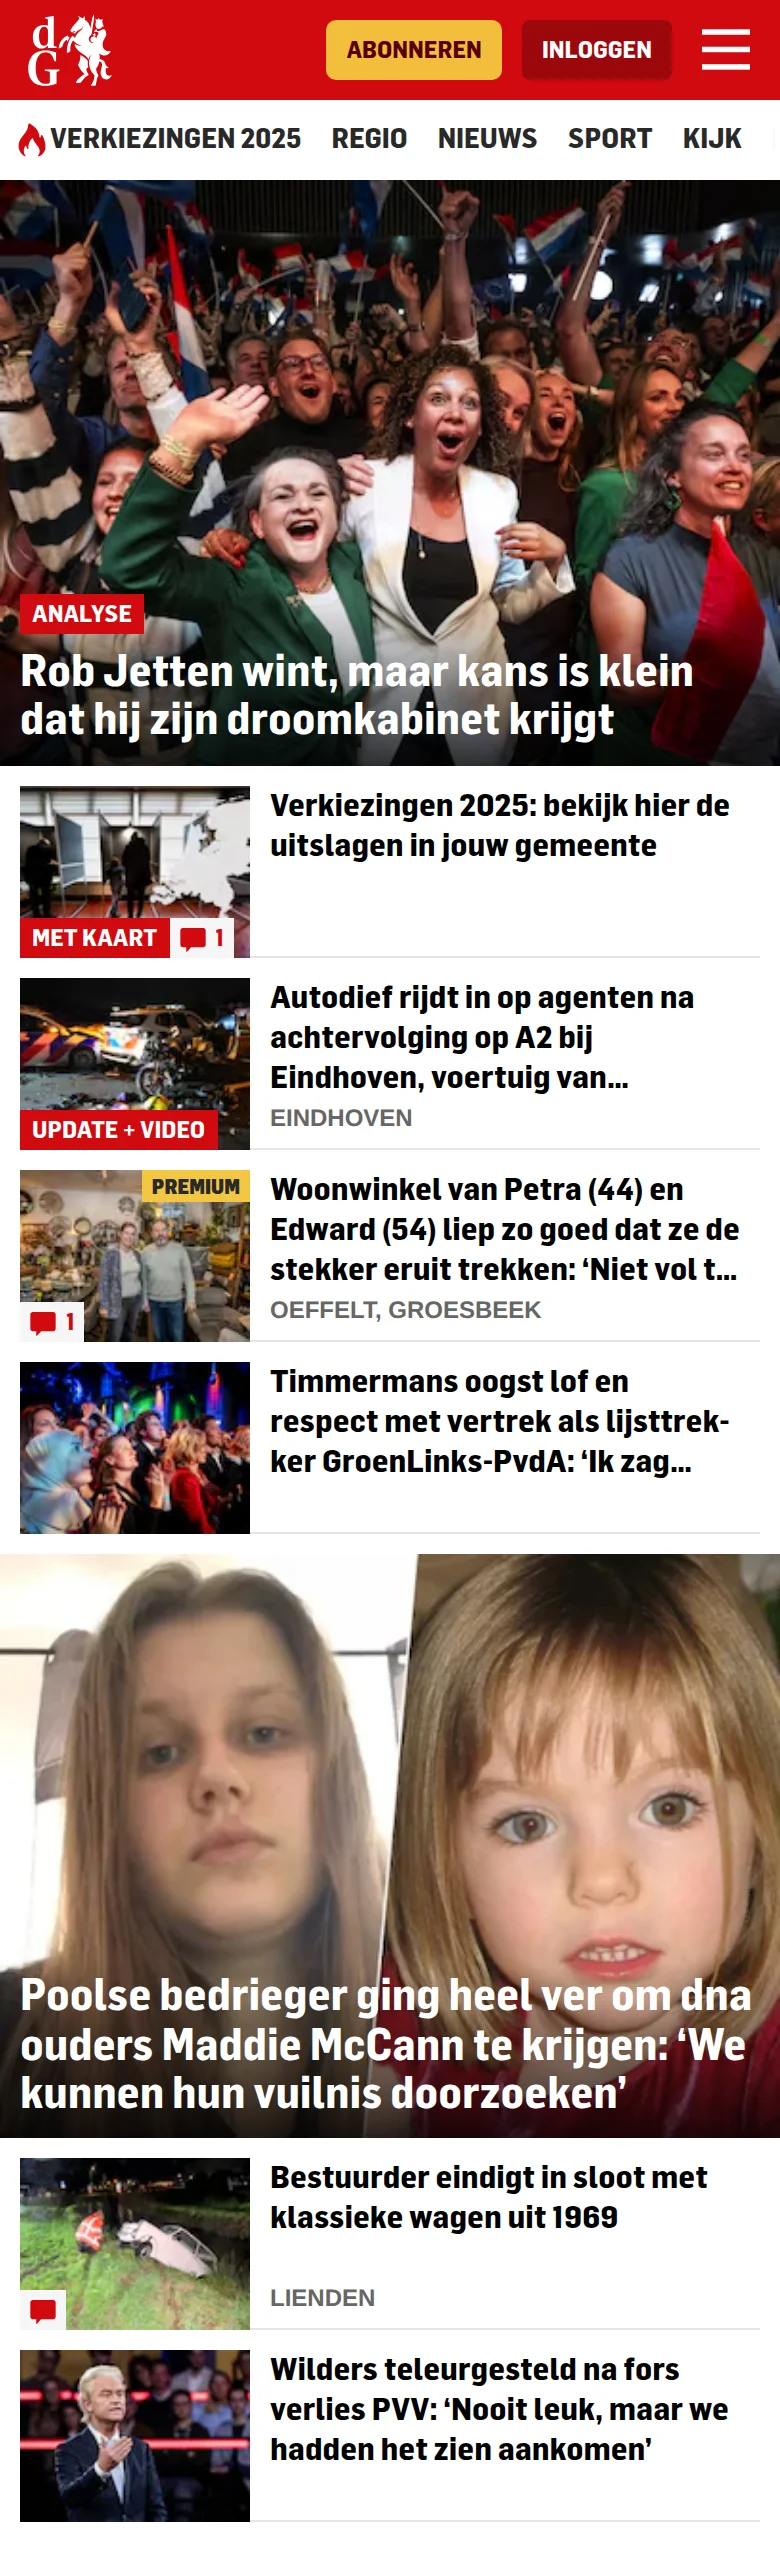 dG
ABONNEREN
INLOGGEN
VERKIEZINGEN 2025 REGIO NIEUWS SPORT KIJK
ANALYSE
Rob Jetten wint, maar kans is klein
dat hij zijn droomkabinet krijgt
Verkiezingen 2025: bekijk hier de
uitslagen in jouw gemeente
MET KAART 1
Autodief rijdt in op agenten na
achtervolging op A2 bij
Eindhoven, voertuig van...
EINDHOVEN
UPDATE + VIDEO
PREMIUM
Woonwinkel van Petra (44) en
Edward (54) liep zo goed dat ze de
stekker eruit trekken: ‘Niet vol t...
OEFFELT, GROESBEEK
1
Timmermans oogst lof en
respect met vertrek als lijsttrek-
ker GroenLinks-PvdA: ‘Ik zag...
Poolse bedrieger ging heel ver om dna
ouders Maddie McCann te krijgen: ‘We
kunnen hun vuilnis doorzoeken’
Bestuurder eindigt in sloot met
klassieke wagen uit 1969
LIENDEN
Wilders teleurgesteld na fors
verlies PVV: ‘Nooit leuk, maar we
hadden het zien aankomen’